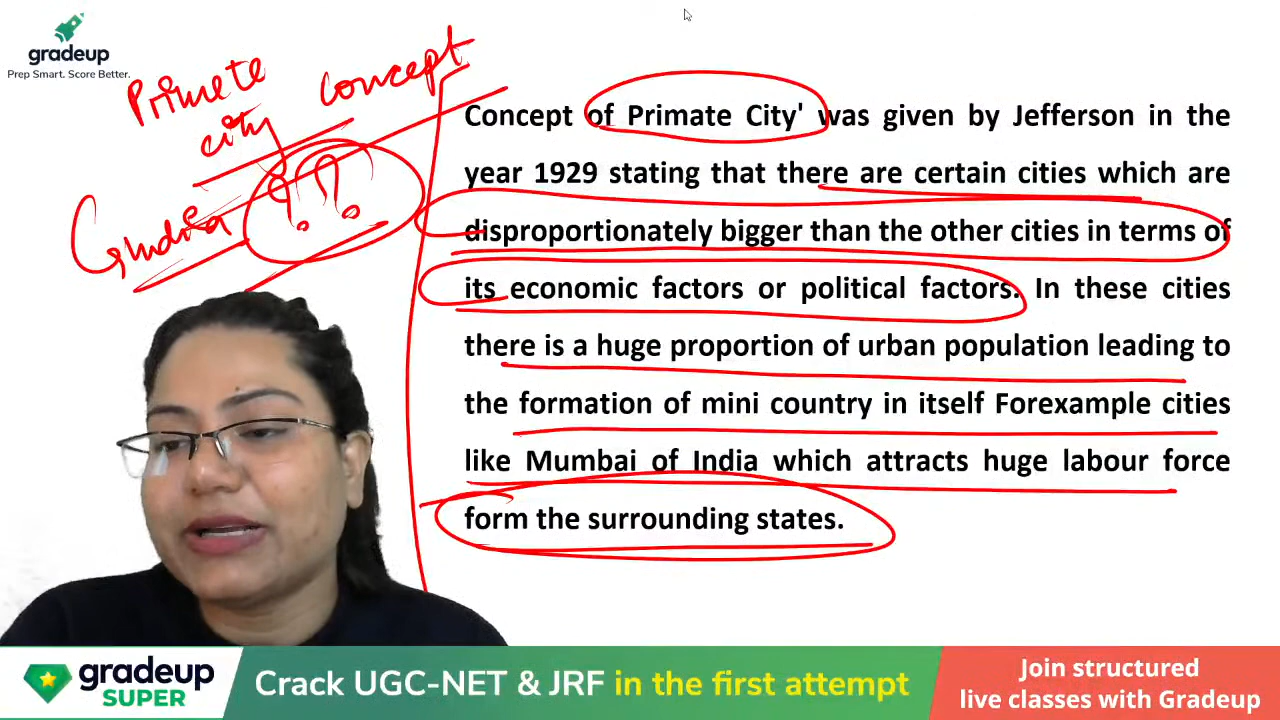 gradeup
Prep Smart. Score Better.
Primete
city
concept
India
??
Concept of Primate City' was given by Jefferson in the
year 1929 stating that there are certain cities which are
disproportionately bigger than the other cities in terms of
its economic factors or political factors. In these cities
there is a huge proportion of urban population leading to
the formation of mini country in itself Forexample cities
like Mumbai of India which attracts huge labour force
form the surrounding states.
gradeup
SUPER
Crack UGC-NET & JRF in the first attempt
Join structured
live classes with Gradeup